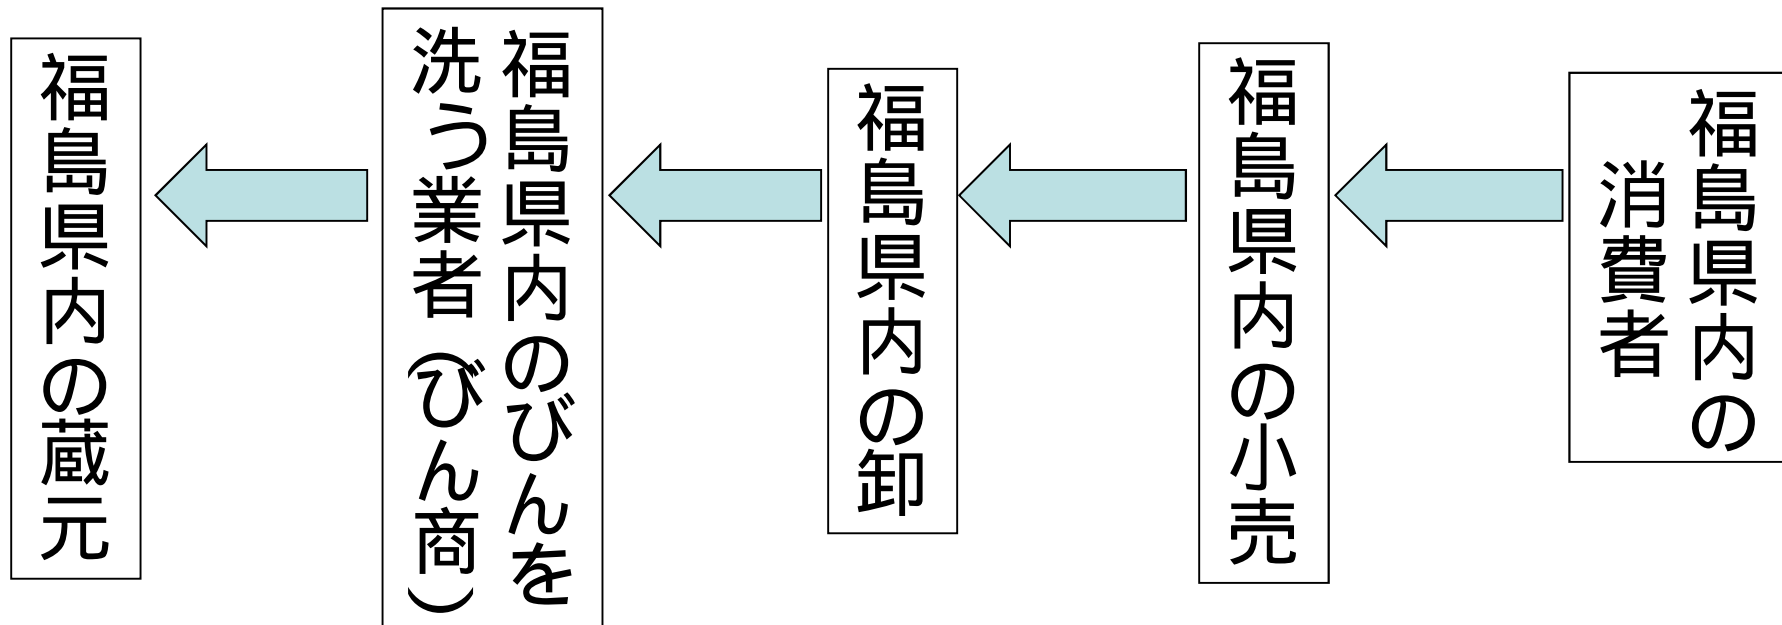 福島県内の
消費者
福島県内の小売
福島県内の卸
福島県内のびんを
洗う業者(びん商)
福島県内の蔵元